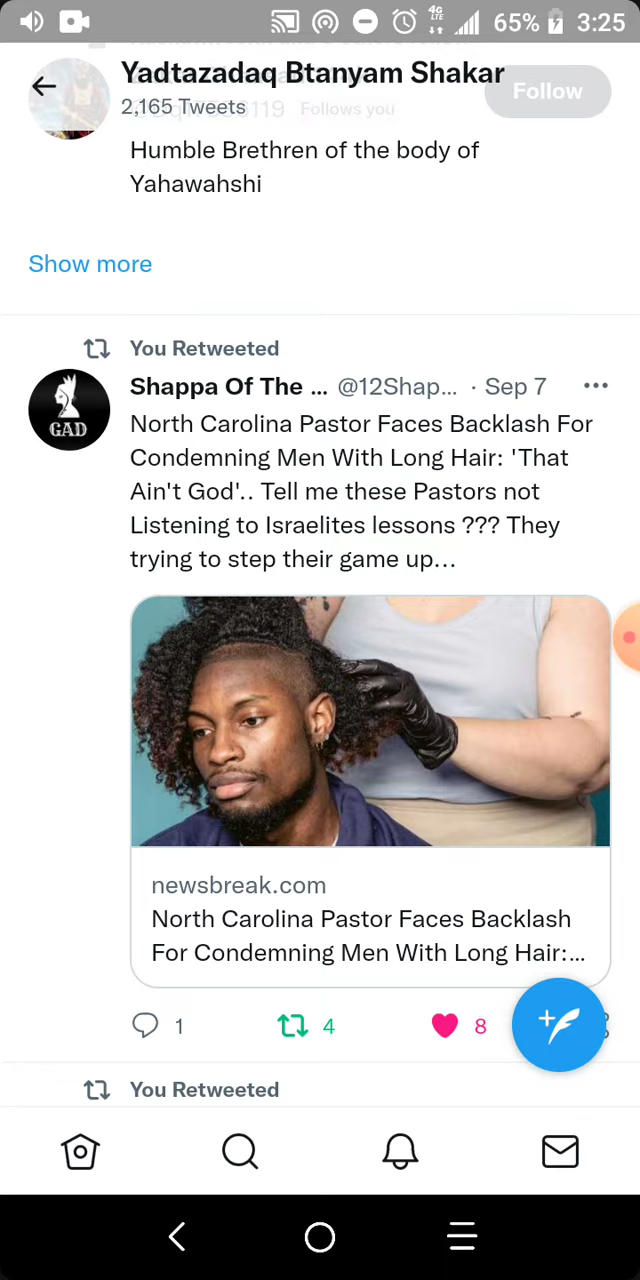 4G
LTE
65%
3:25
Yadtazadaq Btanyam Shakar
2,165 Tweets
Follows you
Follow
Humble Brethren of the body of
Yahawahshi
Show more
You Retweeted
Shappa Of The ... @12Shap... · Sep 7
GAD
North Carolina Pastor Faces Backlash For
Condemning Men With Long Hair: 'That
Ain't God'.. Tell me these Pastors not
Listening to Israelites lessons ??? They
trying to step their game up...
newsbreak.com
North Carolina Pastor Faces Backlash
For Condemning Men With Long Hair:...
1
4
8
You Retweeted